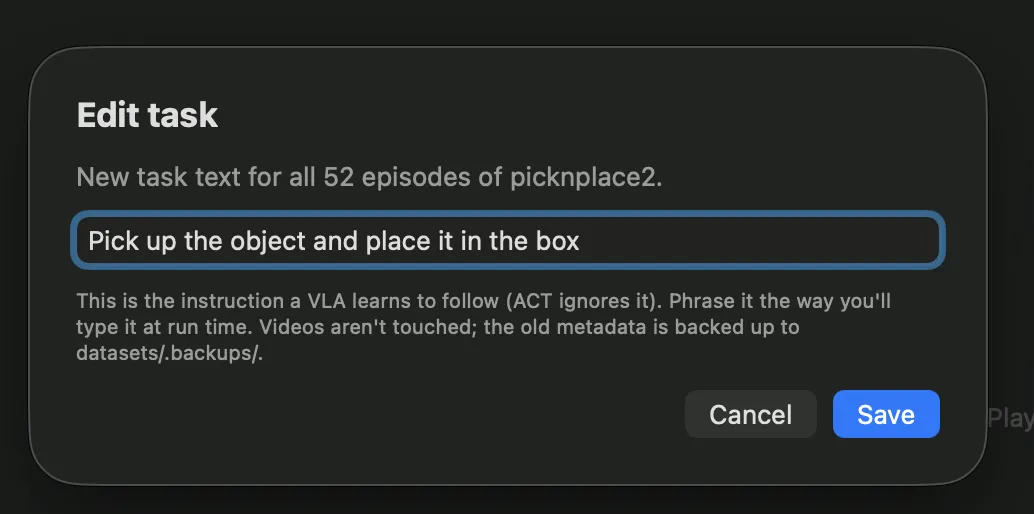 Edit task
New task text for all 52 episodes of picknplace2.
Pick up the object and place it in the box
This is the instruction a VLA learns to follow (ACT ignores it). Phrase it the way you'll
type it at run time. Videos aren't touched; the old metadata is backed up to
datasets/.backups/.
Cancel
Save
Play